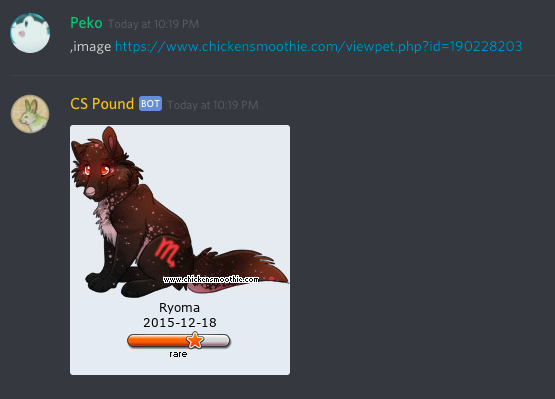 Peko Today at 10:19 PM
,image https://www.chickensmoothie.com/viewpet.php?id=190228203
CS Pound BOT Today at 10:19 PM
www.chickensmoothie.com
Ryoma
2015-12-18
rare